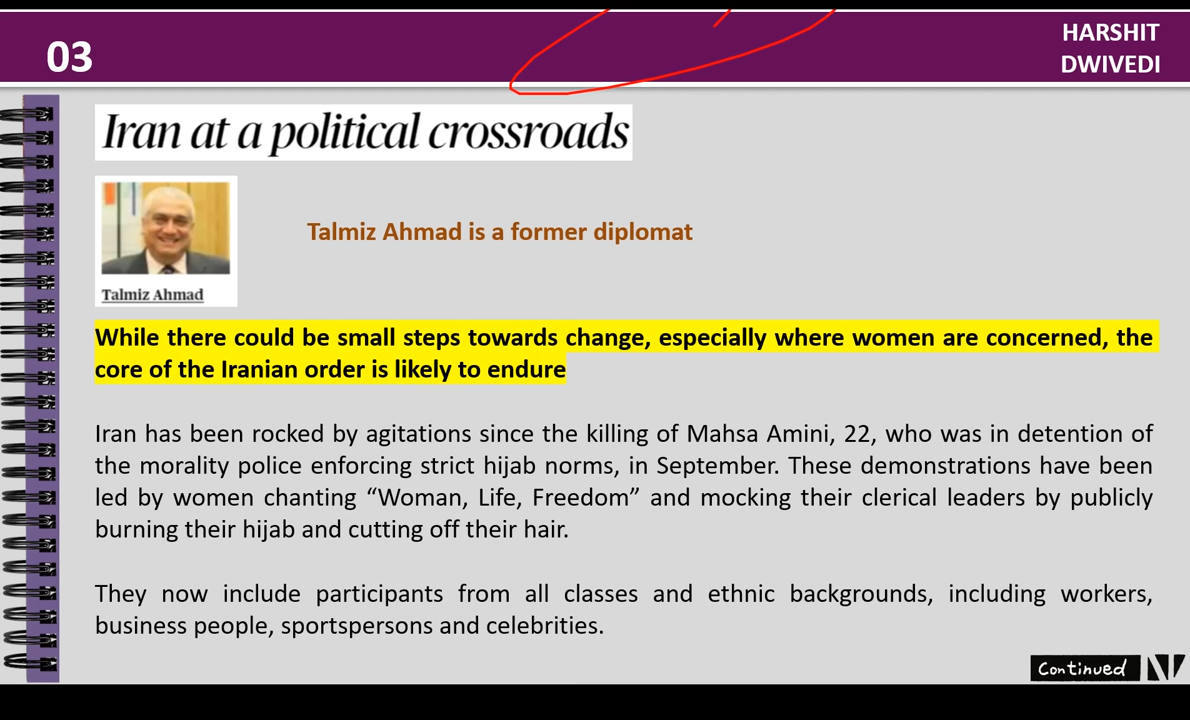 03
HARSHIT
DWIVEDI
Iran at a political crossroads
Talmiz Ahmad is a former diplomat
Talmiz Ahmad
While there could be small steps towards change, especially where women are concerned, the
core of the Iranian order is likely to endure
Iran has been rocked by agitations since the killing of Mahsa Amini, 22, who was in detention of
the morality police enforcing strict hijab norms, in September. These demonstrations have been
led by women chanting “Woman, Life, Freedom” and mocking their clerical leaders by publicly
burning their hijab and cutting off their hair.
They now include participants from all classes and ethnic backgrounds, including workers,
business people, sportspersons and celebrities.
Continued